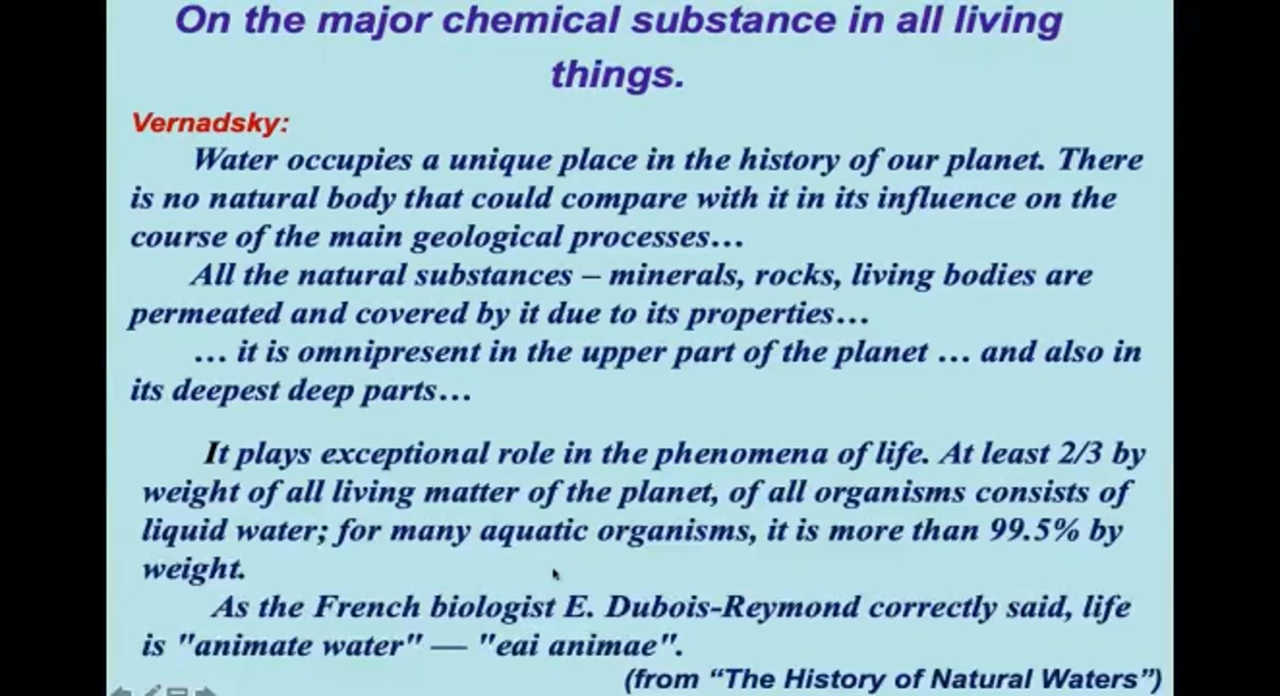 On the major chemical substance in all living
things.
Vernadsky:
Water occupies a unique place in the history of our planet. There
is no natural body that could compare with it in its influence on the
course of the main geological processes…
All the natural substances – minerals, rocks, living bodies are
permeated and covered by it due to its properties…
… it is omnipresent in the upper part of the planet … and also in
its deepest deep parts…
It plays exceptional role in the phenomena of life. At least 2/3 by
weight of all living matter of the planet, of all organisms consists of
liquid water; for many aquatic organisms, it is more than 99.5% by
weight.
As the French biologist E. Dubois-Reymond correctly said, life
is "animate water" — "eai animae".
(from “The History of Natural Waters”)